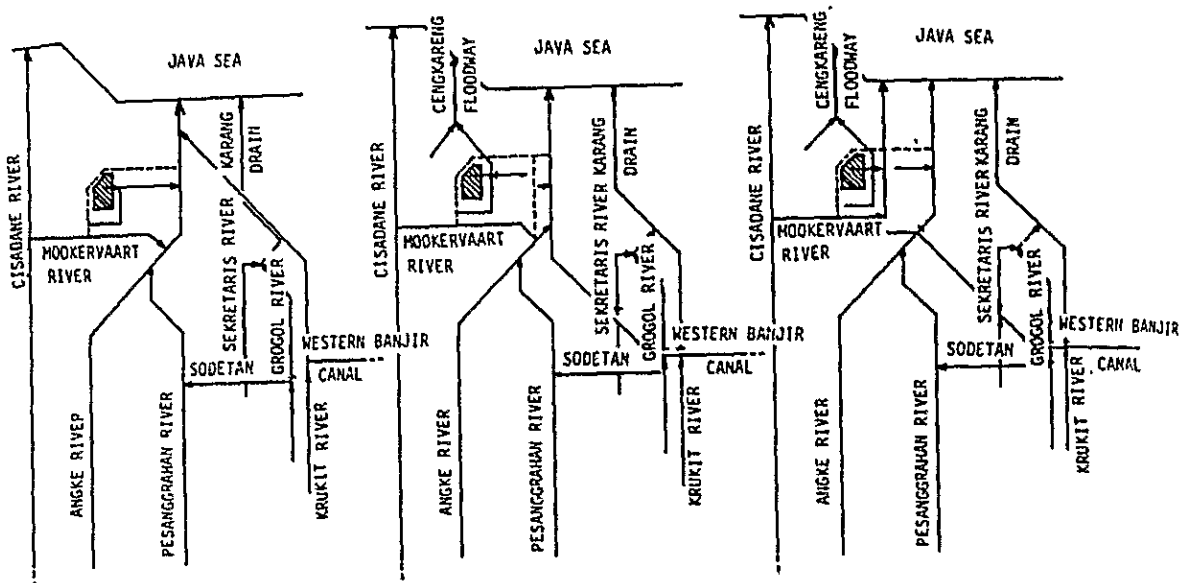 JAVA SEA
CISADANE RIVER
KARANG
DRAIN
MOOKERVAART
RIVER
SEKRETARIS RIVER
GROGOL RIVER
WESTERN BANJIR
CANAL
SODETAN
ANGKE RIVEP
PESANGGRAHAN RIVER
KRUKIT RIVER
CENGKARENG
FLOODWAY
JAVA SEA
CISADANE RIVER
KARANG
DRAIN
MOOKERVAART
RIVER
SEKRETARIS RIVER
GROGOL RIVER
WESTERN BANJIR
CANAL
SODETAN
ANGKE RIVER
PESANGGRAHAN RIVER
KRUKIT RIVER
CENGKARENG
FLOODWAY
JAVA SEA
CISADANE RIVER
KARANG
DRAIN
MOOKERVAART
RIVER
SEKRETARIS RIVER
GROGOL RIVER
WESTERN BANJIR
CANAL
SODETAN
ANGKE RIVER
PESANGGRAHAN RIVER
KRUKIT RIVER